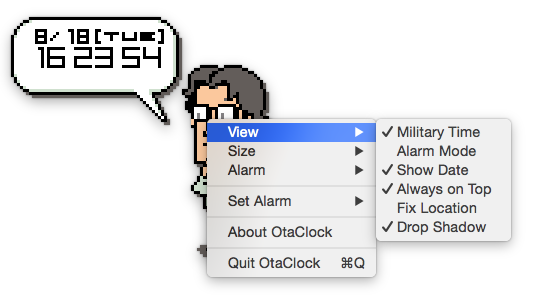 8/18(TUE)
16 23 54
View
Size
Alarm
Set Alarm
About OtaClock
Quit OtaClock ⌘Q
✓ Military Time
Alarm Mode
✓ Show Date
✓ Always on Top
Fix Location
✓ Drop Shadow